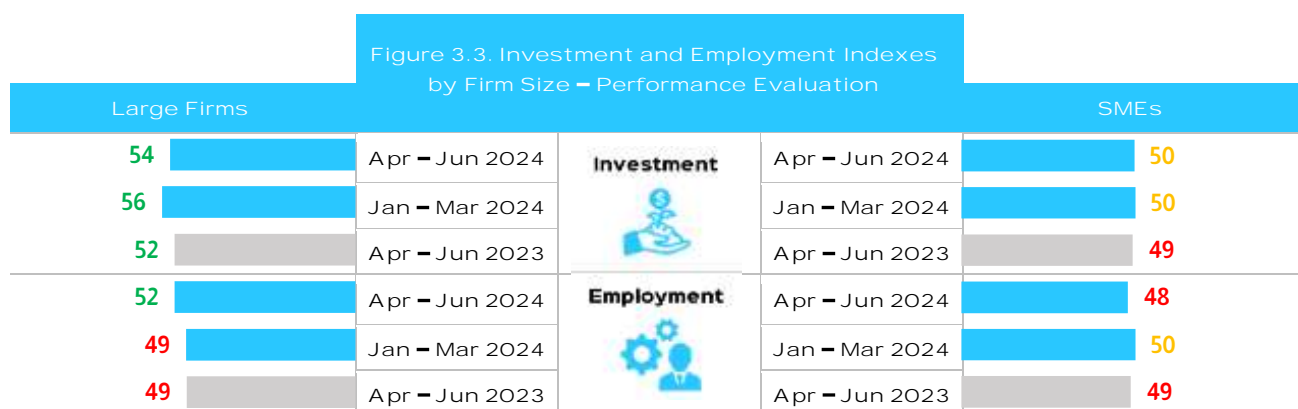 Figure 3.3. Investment and Employment Indexes
by Firm Size – Performance Evaluation
Large Firms
SMEs
54 Apr – Jun 2024 Investment Apr – Jun 2024 50
56 Jan – Mar 2024 Jan – Mar 2024 50
52 Apr – Jun 2023 Apr – Jun 2023 49
52 Apr – Jun 2024 Employment Apr – Jun 2024 48
49 Jan – Mar 2024 Jan – Mar 2024 50
49 Apr – Jun 2023 Apr – Jun 2023 49